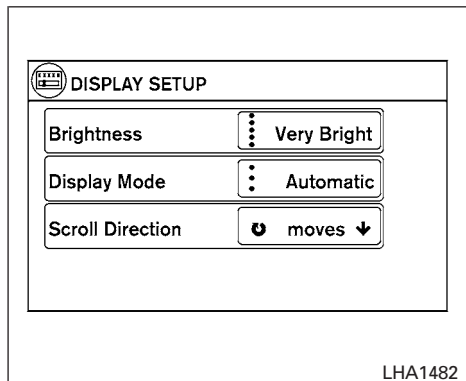 DISPLAY SETUP
Brightness Very Bright
Display Mode Automatic
Scroll Direction moves
LHA1482